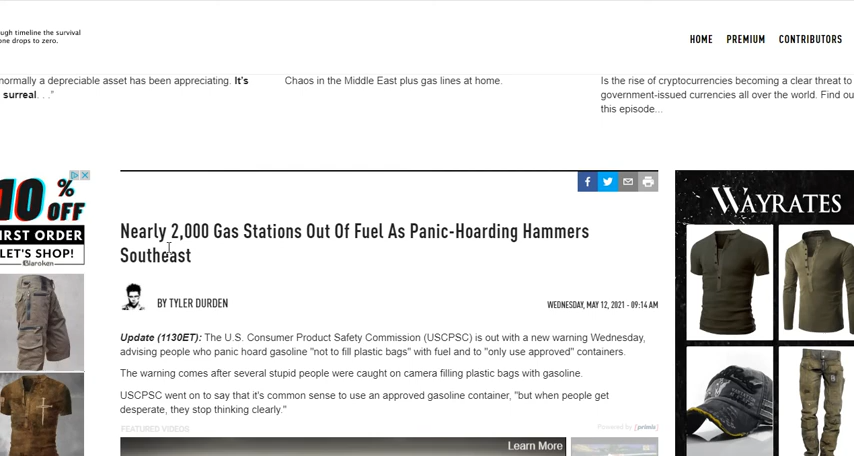 ugh timeline the survival
one drops to zero.
HOME PREMIUM CONTRIBUTORS
normally a depreciable asset has been appreciating. It's
surreal. . ."
Chaos in the Middle East plus gas lines at home.
Is the rise of cryptocurrencies becoming a clear threat to
government-issued currencies all over the world. Find ou
this episode...
10 %
OFF
IRST ORDER
LET'S SHOP!
Blaroken
WAYRATES
Nearly 2,000 Gas Stations Out Of Fuel As Panic-Hoarding Hammers
Southeast
BY TYLER DURDEN
WEDNESDAY, MAY 12, 2021 - 09:14 AM
Update (1130ET): The U.S. Consumer Product Safety Commission (USCPSC) is out with a new warning Wednesday,
advising people who panic hoard gasoline "not to fill plastic bags" with fuel and to "only use approved" containers.
The warning comes after several stupid people were caught on camera filling plastic bags with gasoline.
USCPSC went on to say that it's common sense to use an approved gasoline container, "but when people get
desperate, they stop thinking clearly."
FEATURED VIDEOS
Powered by [primis]
Learn More